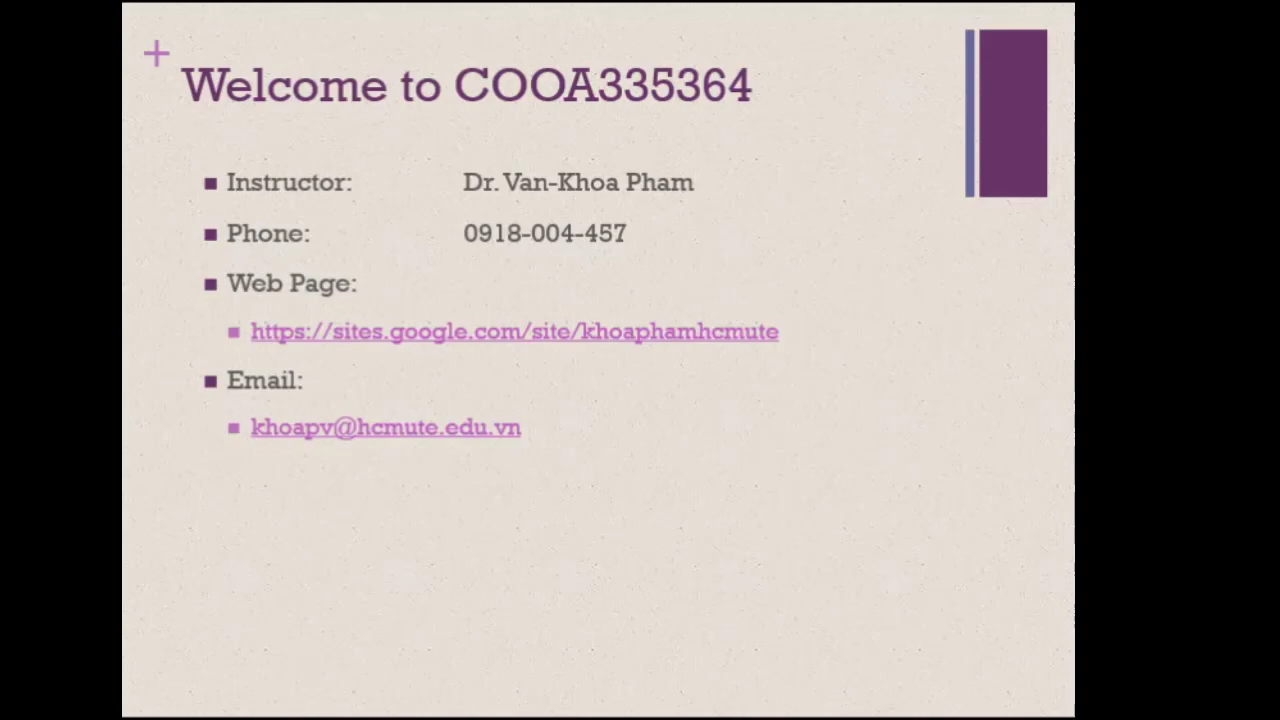 Welcome to COOA335364
Instructor: Dr. Van-Khoa Pham
Phone: 0918-004-457
Web Page:
https://sites.google.com/site/khoaphamhcmute
Email:
khoapv@hcmute.edu.vn